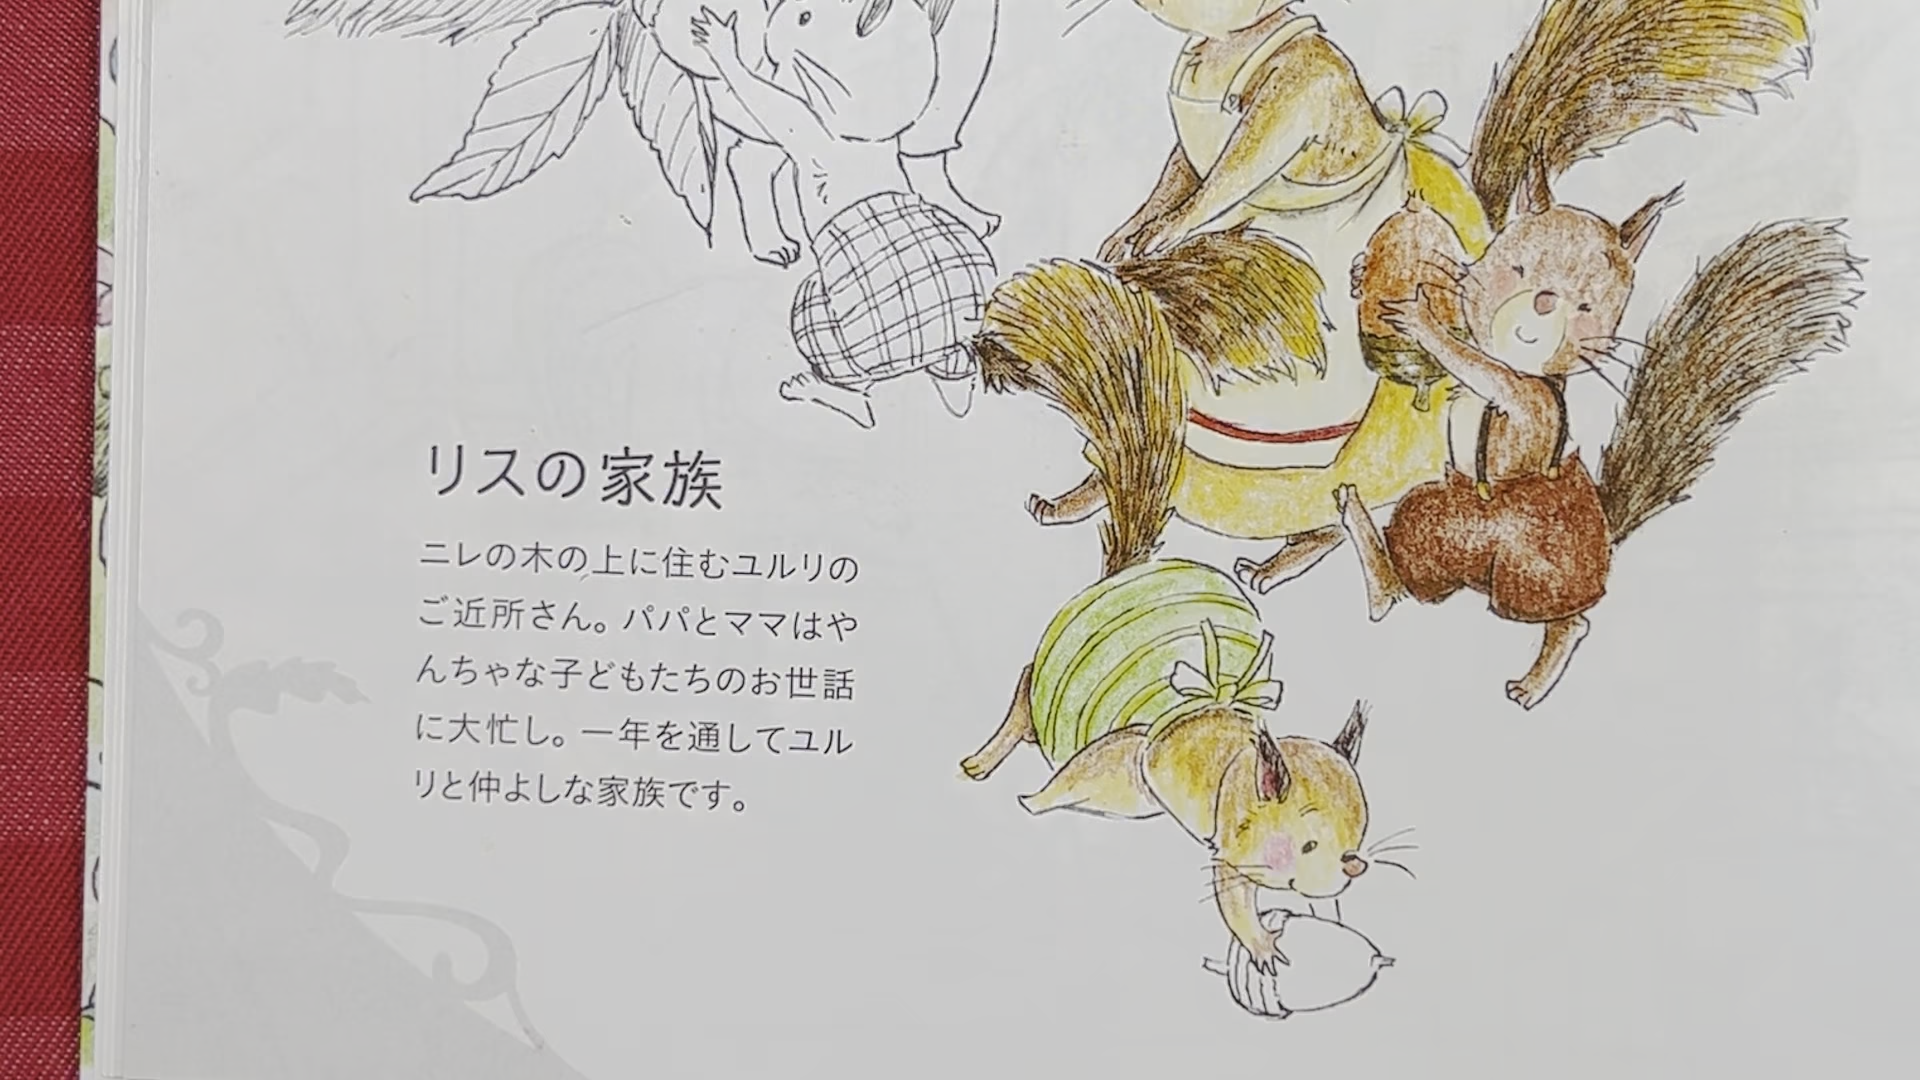 リスの家族
ニレの木の上に住むユルリの
ご近所さん。パパとママはや
んちゃな子どもたちのお世話
に大忙し。一年を通してユル
リと仲よしな家族です。